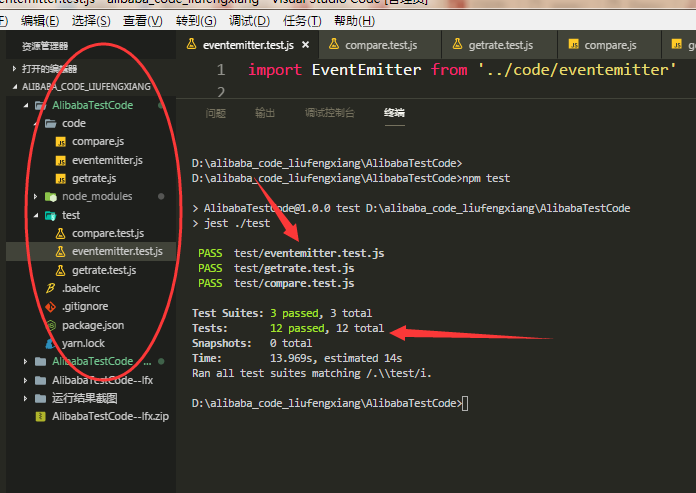 eventemitter.test.js - alibaba_code_liufengxiang - Visual Studio Code [管理员]
编辑(E) 选择(S) 查看(V) 转到(G) 调试(D) 任务(T) 帮助(H)
资源管理器
打开的编辑器
ALIBABA_CODE_LIUFENGXIANG
AlibabaTestCode
code
compare.js
eventemitter.js
getrate.js
node_modules
test
compare.test.js
eventemitter.test.js
getrate.test.js
.babelrc
.gitignore
package.json
yarn.lock
AlibabaTestCode ...
AlibabaTestCode--lfx
运行结果截图
AlibabaTestCode--lfx.zip
eventemitter.test.js × compare.test.js getrate.test.js compare.js
1 import EventEmitter from '../code/eventemitter'
2
问题 输出 调试控制台 终端
D:\alibaba_code_liufengxiang\AlibabaTestCode>
D:\alibaba_code_liufengxiang\AlibabaTestCode>npm test
> AlibabaTestCode@1.0.0 test D:\alibaba_code_liufengxiang\AlibabaTestCode
> jest ./test
PASS test/eventemitter.test.js
PASS test/getrate.test.js
PASS test/compare.test.js
Test Suites: 3 passed, 3 total
Tests: 12 passed, 12 total
Snapshots: 0 total
Time: 13.969s, estimated 14s
Ran all test suites matching /.\\test/i.
D:\alibaba_code_liufengxiang\AlibabaTestCode>